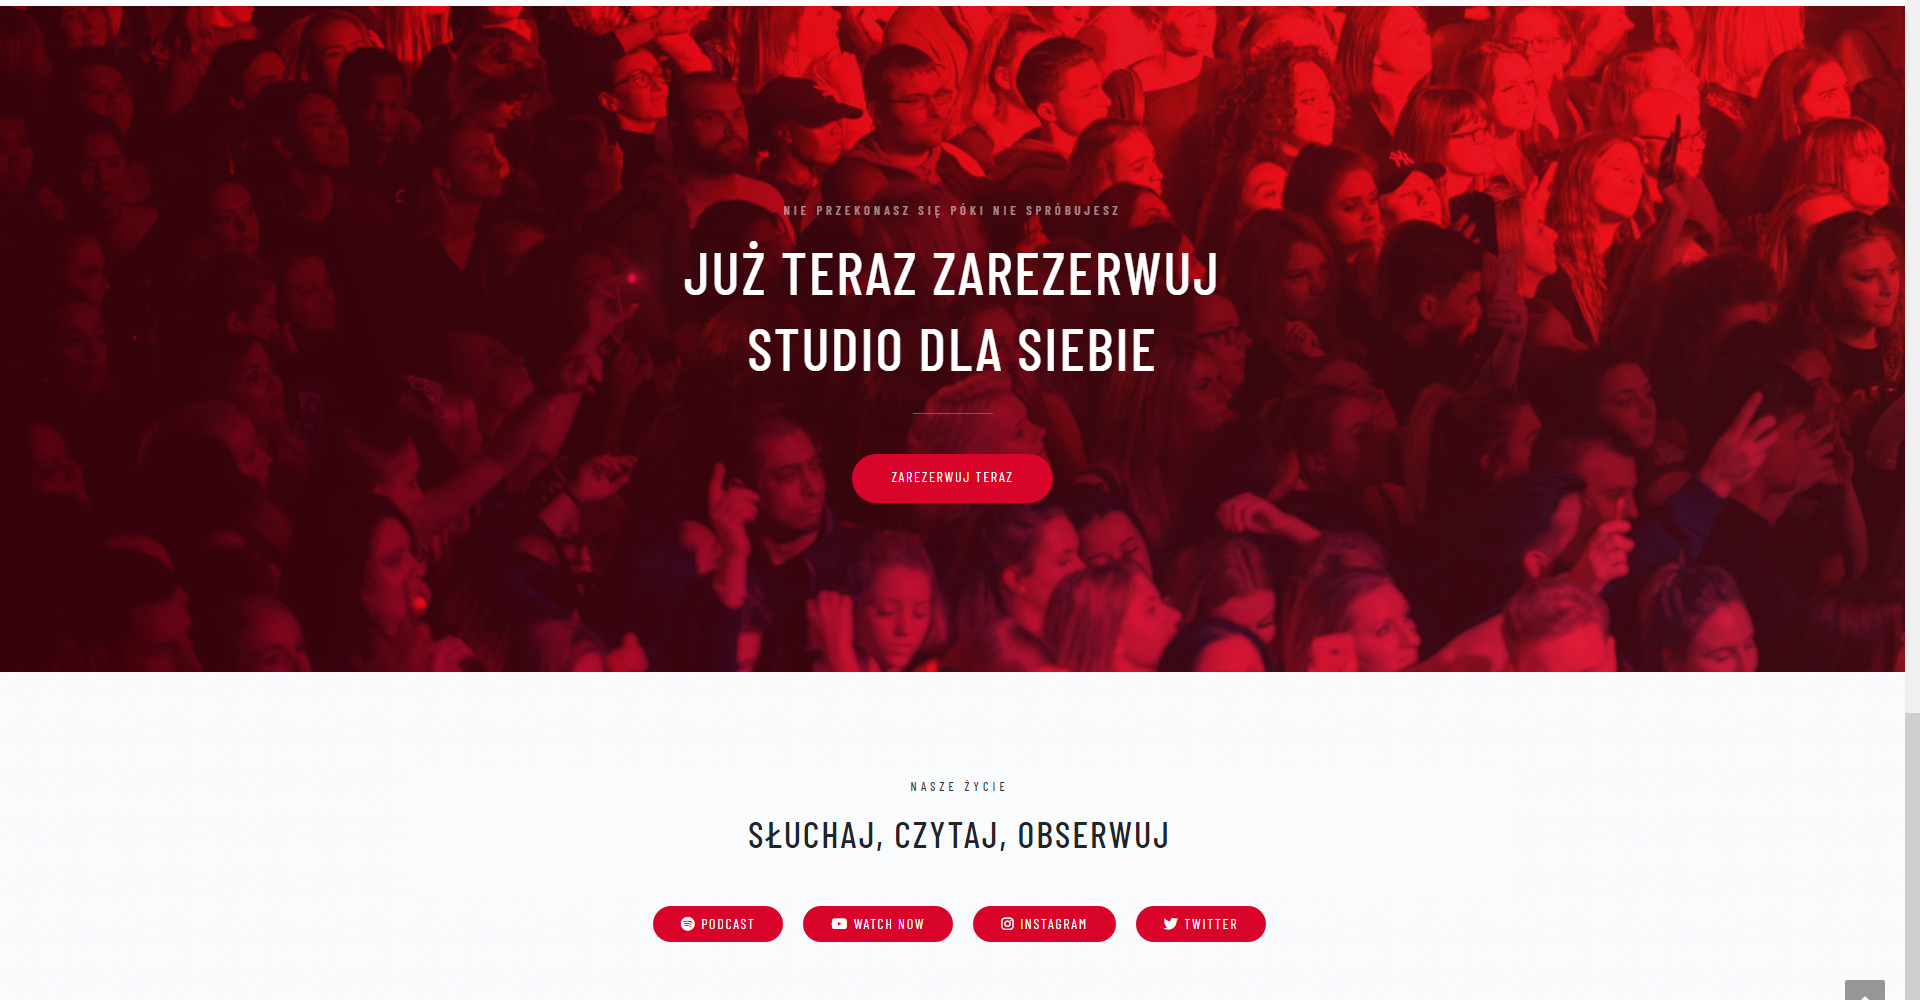 NIE PRZEKONASZ SIĘ PÓKI NIE SPRÓBUJESZ
JUŻ TERAZ ZAREZERWUJ
STUDIO DLA SIEBIE
ZAREZERWUJ TERAZ
NASZE ŻYCIE
SŁUCHAJ, CZYTAJ, OBSERWUJ
PODCAST WATCH NOW INSTAGRAM TWITTER